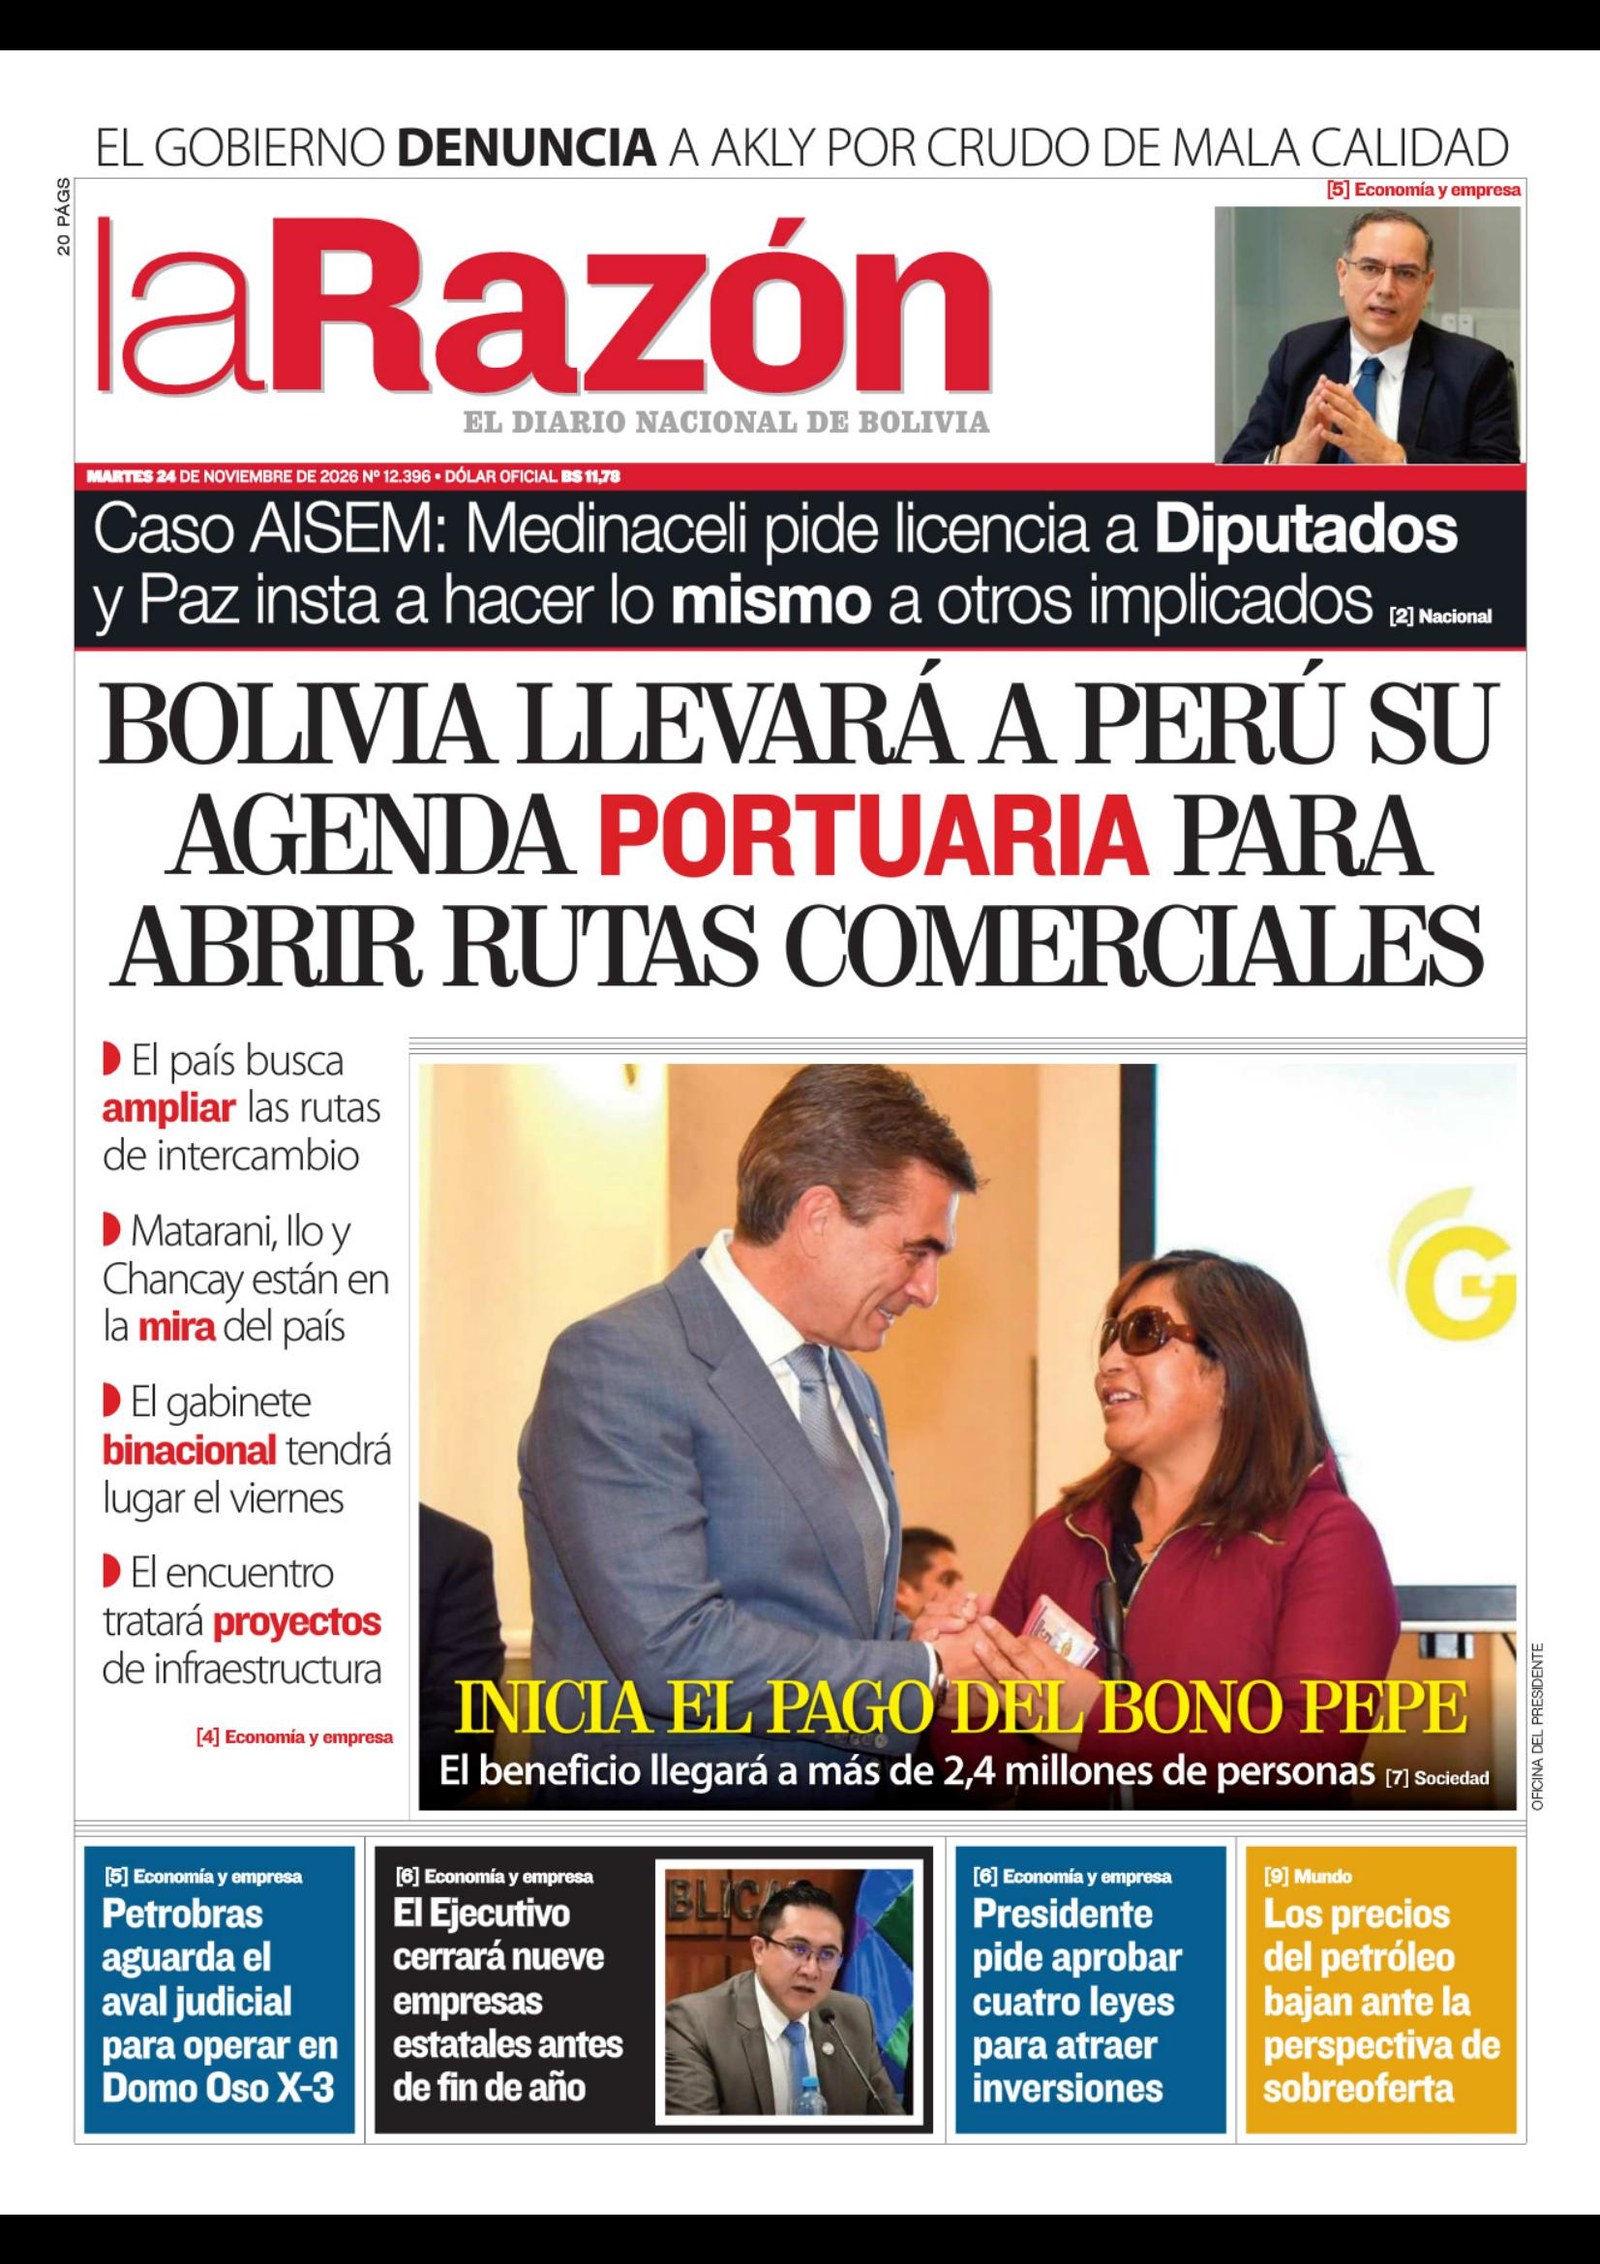 EL GOBIERNO DENUNCIA A AKLY POR CRUDO DE MALA CALIDAD
[5] Economía y empresa
20 PÁGS
laRazón
EL DIARIO NACIONAL DE BOLIVIA
MARTES 24 DE NOVIEMBRE DE 2026 Nº 12.396 • DÓLAR OFICIAL BS 11,78
Caso AISEM: Medinaceli pide licencia a Diputados
y Paz insta a hacer lo mismo a otros implicados [2] Nacional
BOLIVIA LLEVARÁ A PERÚ SU
AGENDA PORTUARIA PARA
ABRIR RUTAS COMERCIALES
El país busca
ampliar las rutas
de intercambio
Matarani, Ilo y
Chancay están en
la mira del país
El gabinete
binacional tendrá
lugar el viernes
El encuentro
tratará proyectos
de infraestructura
[4] Economía y empresa
G
INICIA EL PAGO DEL BONO PEPE
El beneficio llegará a más de 2,4 millones de personas [7] Sociedad
OFICINA DEL PRESIDENTE
[5] Economía y empresa
Petrobras
aguarda el
aval judicial
para operar en
Domo Oso X-3
[6] Economía y empresa
El Ejecutivo
cerrará nueve
empresas
estatales antes
de fin de año
BLICA
[6] Economía y empresa
Presidente
pide aprobar
cuatro leyes
para atraer
inversiones
[9] Mundo
Los precios
del petróleo
bajan ante la
perspectiva de
sobreoferta